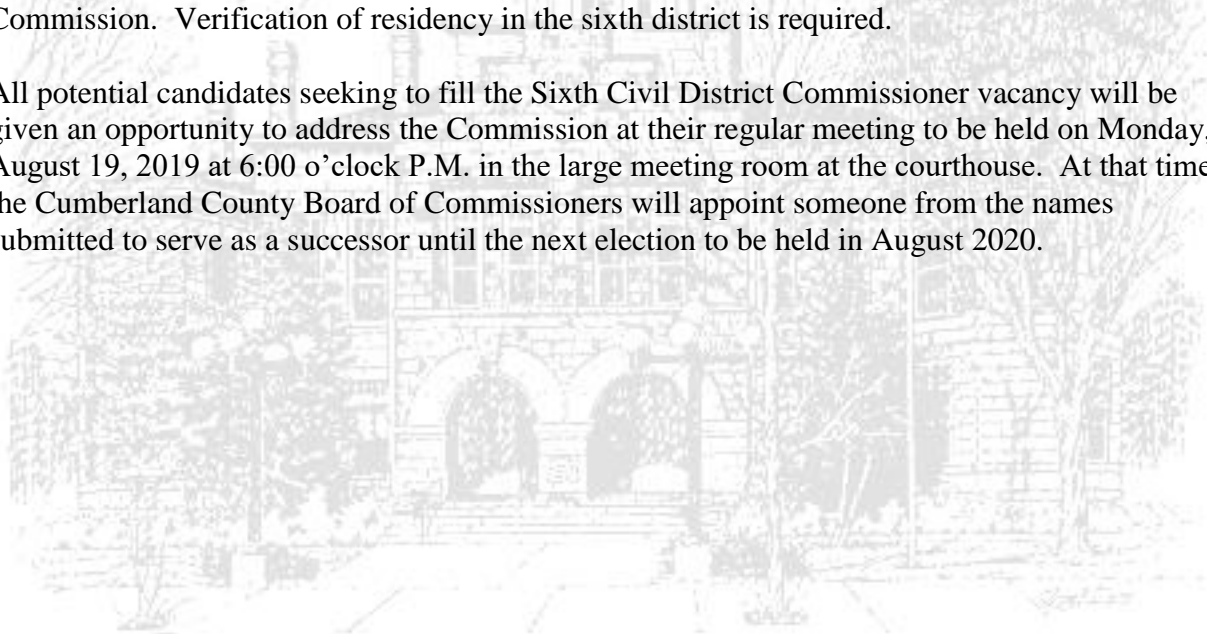 Commission.  Verification of residency in the sixth district is required.
All potential candidates seeking to fill the Sixth Civil District Commissioner vacancy will be
given an opportunity to address the Commission at their regular meeting to be held on Monday,
August 19, 2019 at 6:00 o’clock P.M. in the large meeting room at the courthouse.  At that time
the Cumberland County Board of Commissioners will appoint someone from the names
submitted to serve as a successor until the next election to be held in August 2020.